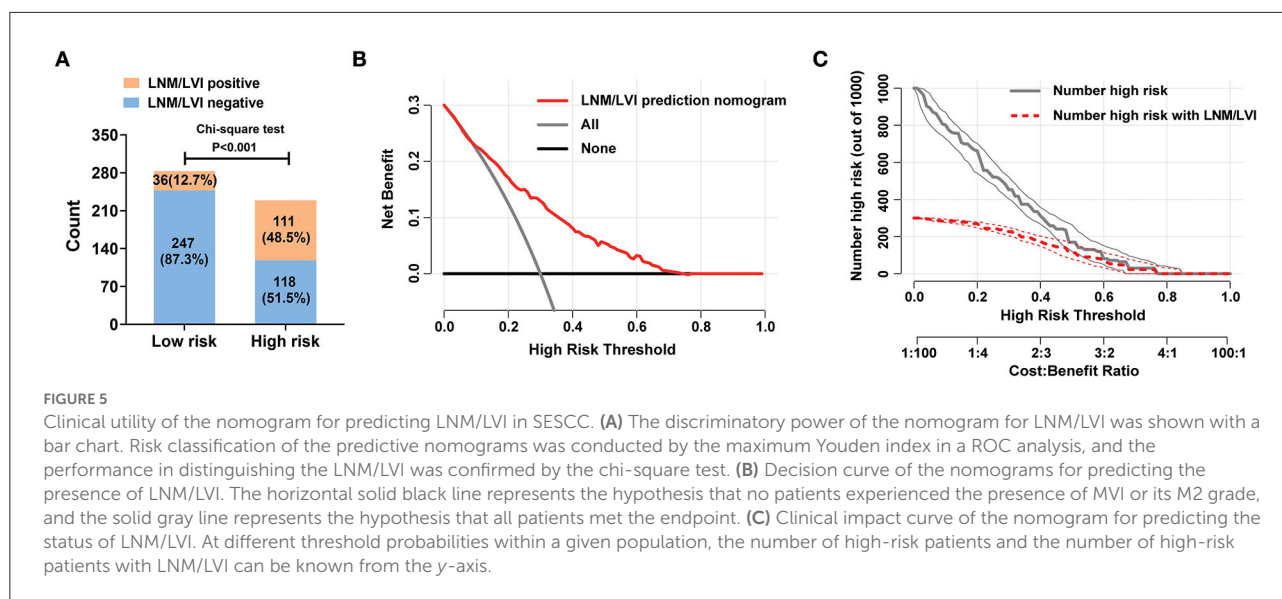 A
LNM/LVI positive
LNM/LVI negative
Chi-square test
P<0.001
350
280
210
140
70
0
Count
36(12.7%)
247
(87.3%)
111
(48.5%)
118
(51.5%)
Low risk
High risk
B
LNM/LVI prediction nomogram
All
None
0.3
0.2
0.1
0.0
Net Benefit
0.0 0.2 0.4 0.6 0.8 1.0
High Risk Threshold
C
Number high risk
Number high risk with LNM/LVI
1000
800
600
400
200
0
Number high risk (out of 1000)
0.0 0.2 0.4 0.6 0.8 1.0
High Risk Threshold
1:100 1:4 2:3 3:2 4:1 100:1
Cost:Benefit Ratio
FIGURE 5
Clinical utility of the nomogram for predicting LNM/LVI in SESCC. (A) The discriminatory power of the nomogram for LNM/LVI was shown with a
bar chart. Risk classification of the predictive nomograms was conducted by the maximum Youden index in a ROC analysis, and the
performance in distinguishing the LNM/LVI was confirmed by the chi-square test. (B) Decision curve of the nomograms for predicting the
presence of LNM/LVI. The horizontal solid black line represents the hypothesis that no patients experienced the presence of MVI or its M2 grade,
and the solid gray line represents the hypothesis that all patients met the endpoint. (C) Clinical impact curve of the nomogram for predicting the
status of LNM/LVI. At different threshold probabilities within a given population, the number of high-risk patients and the number of high-risk
patients with LNM/LVI can be known from the y-axis.